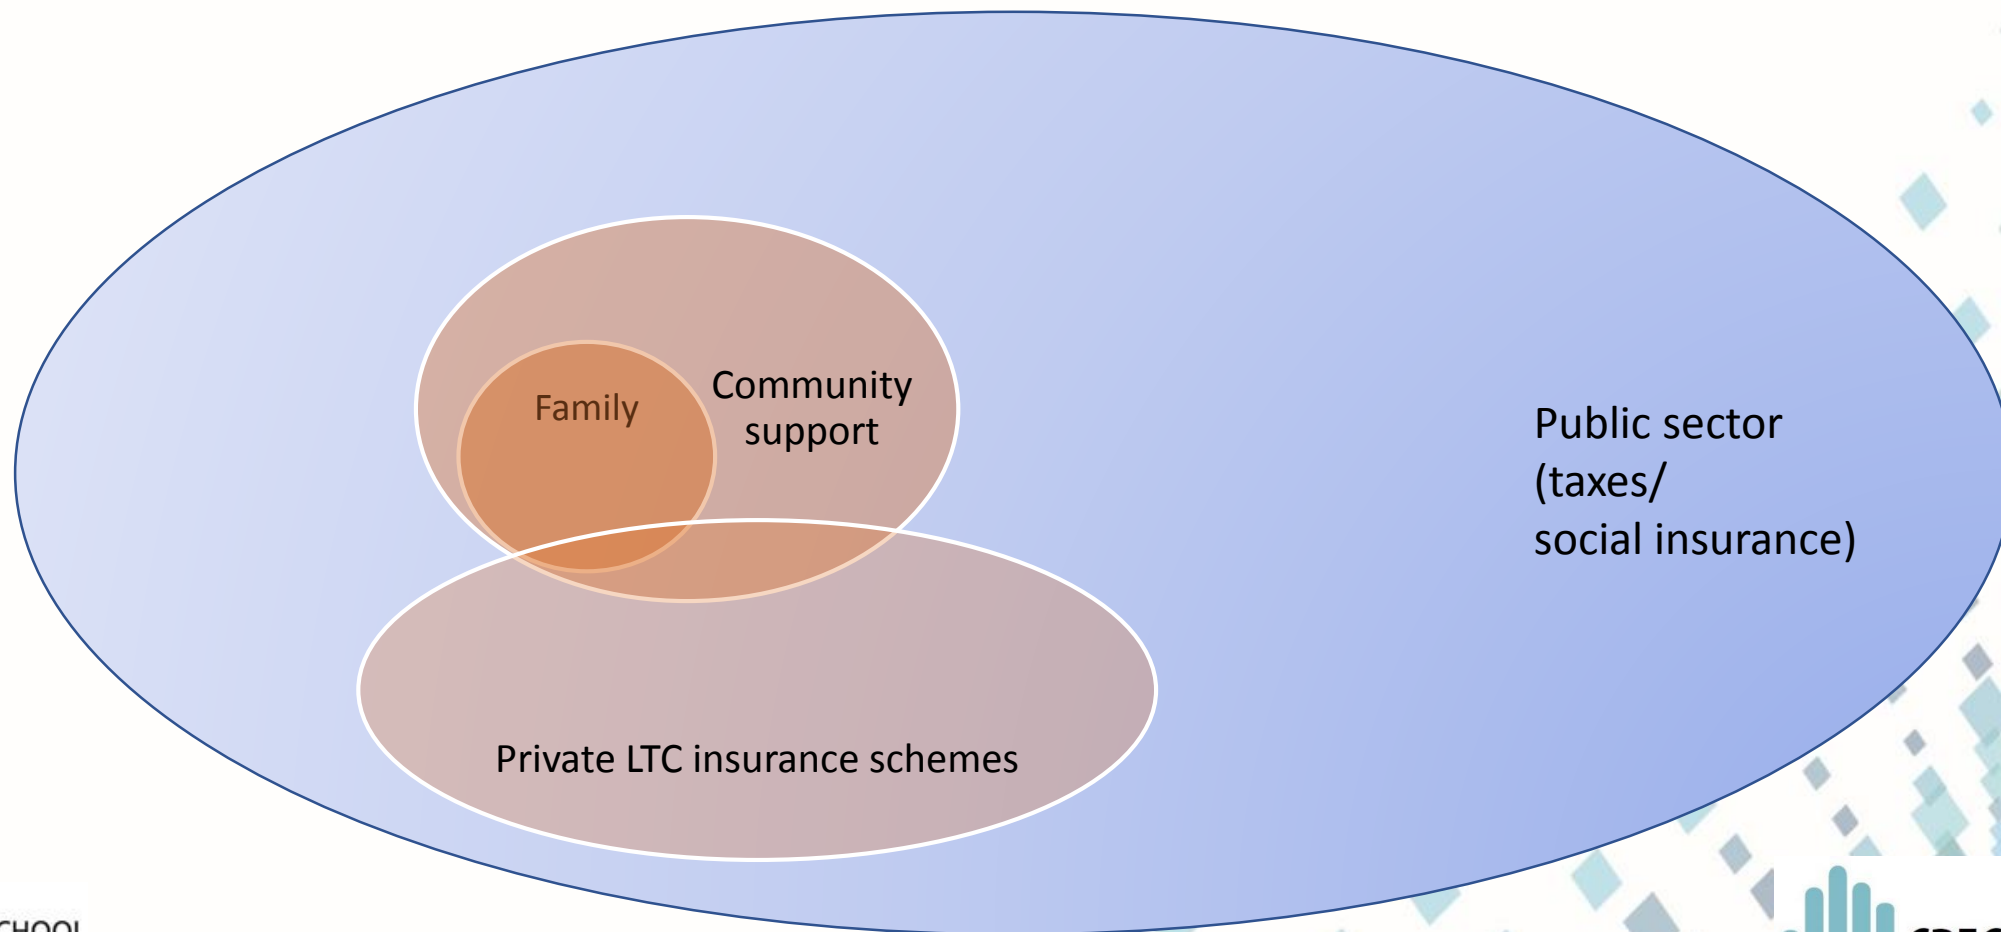 Family
Community
support
Public sector
(taxes/
social insurance)
Private LTC insurance schemes